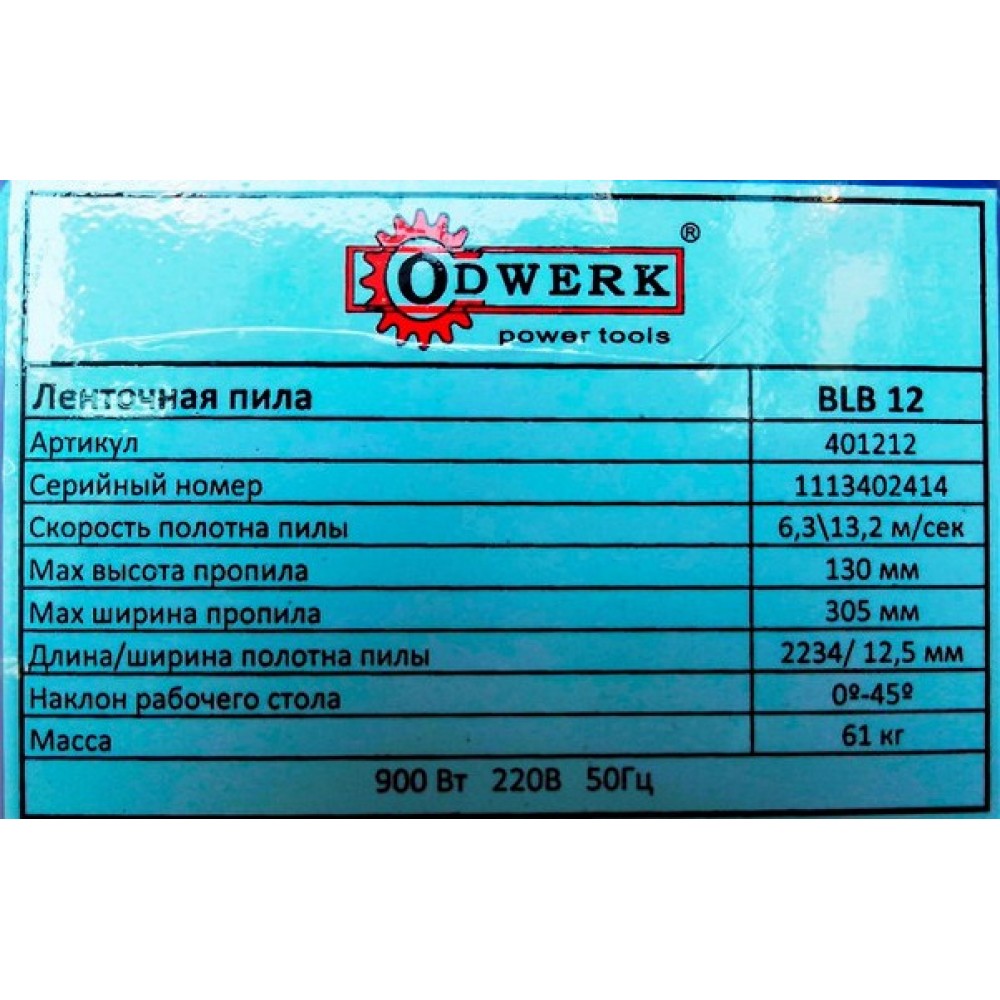 ODWERK ®
power tools
Ленточная пила BLB 12
Артикул 401212
Серийный номер 1113402414
Скорость полотна пилы 6,3\13,2 м/сек
Мах высота пропила 130 мм
Мах ширина пропила 305 мм
Длина/ширина полотна пилы 2234/ 12,5 мм
Наклон рабочего стола 0º-45º
Масса 61 кг
900 Вт 220В 50Гц